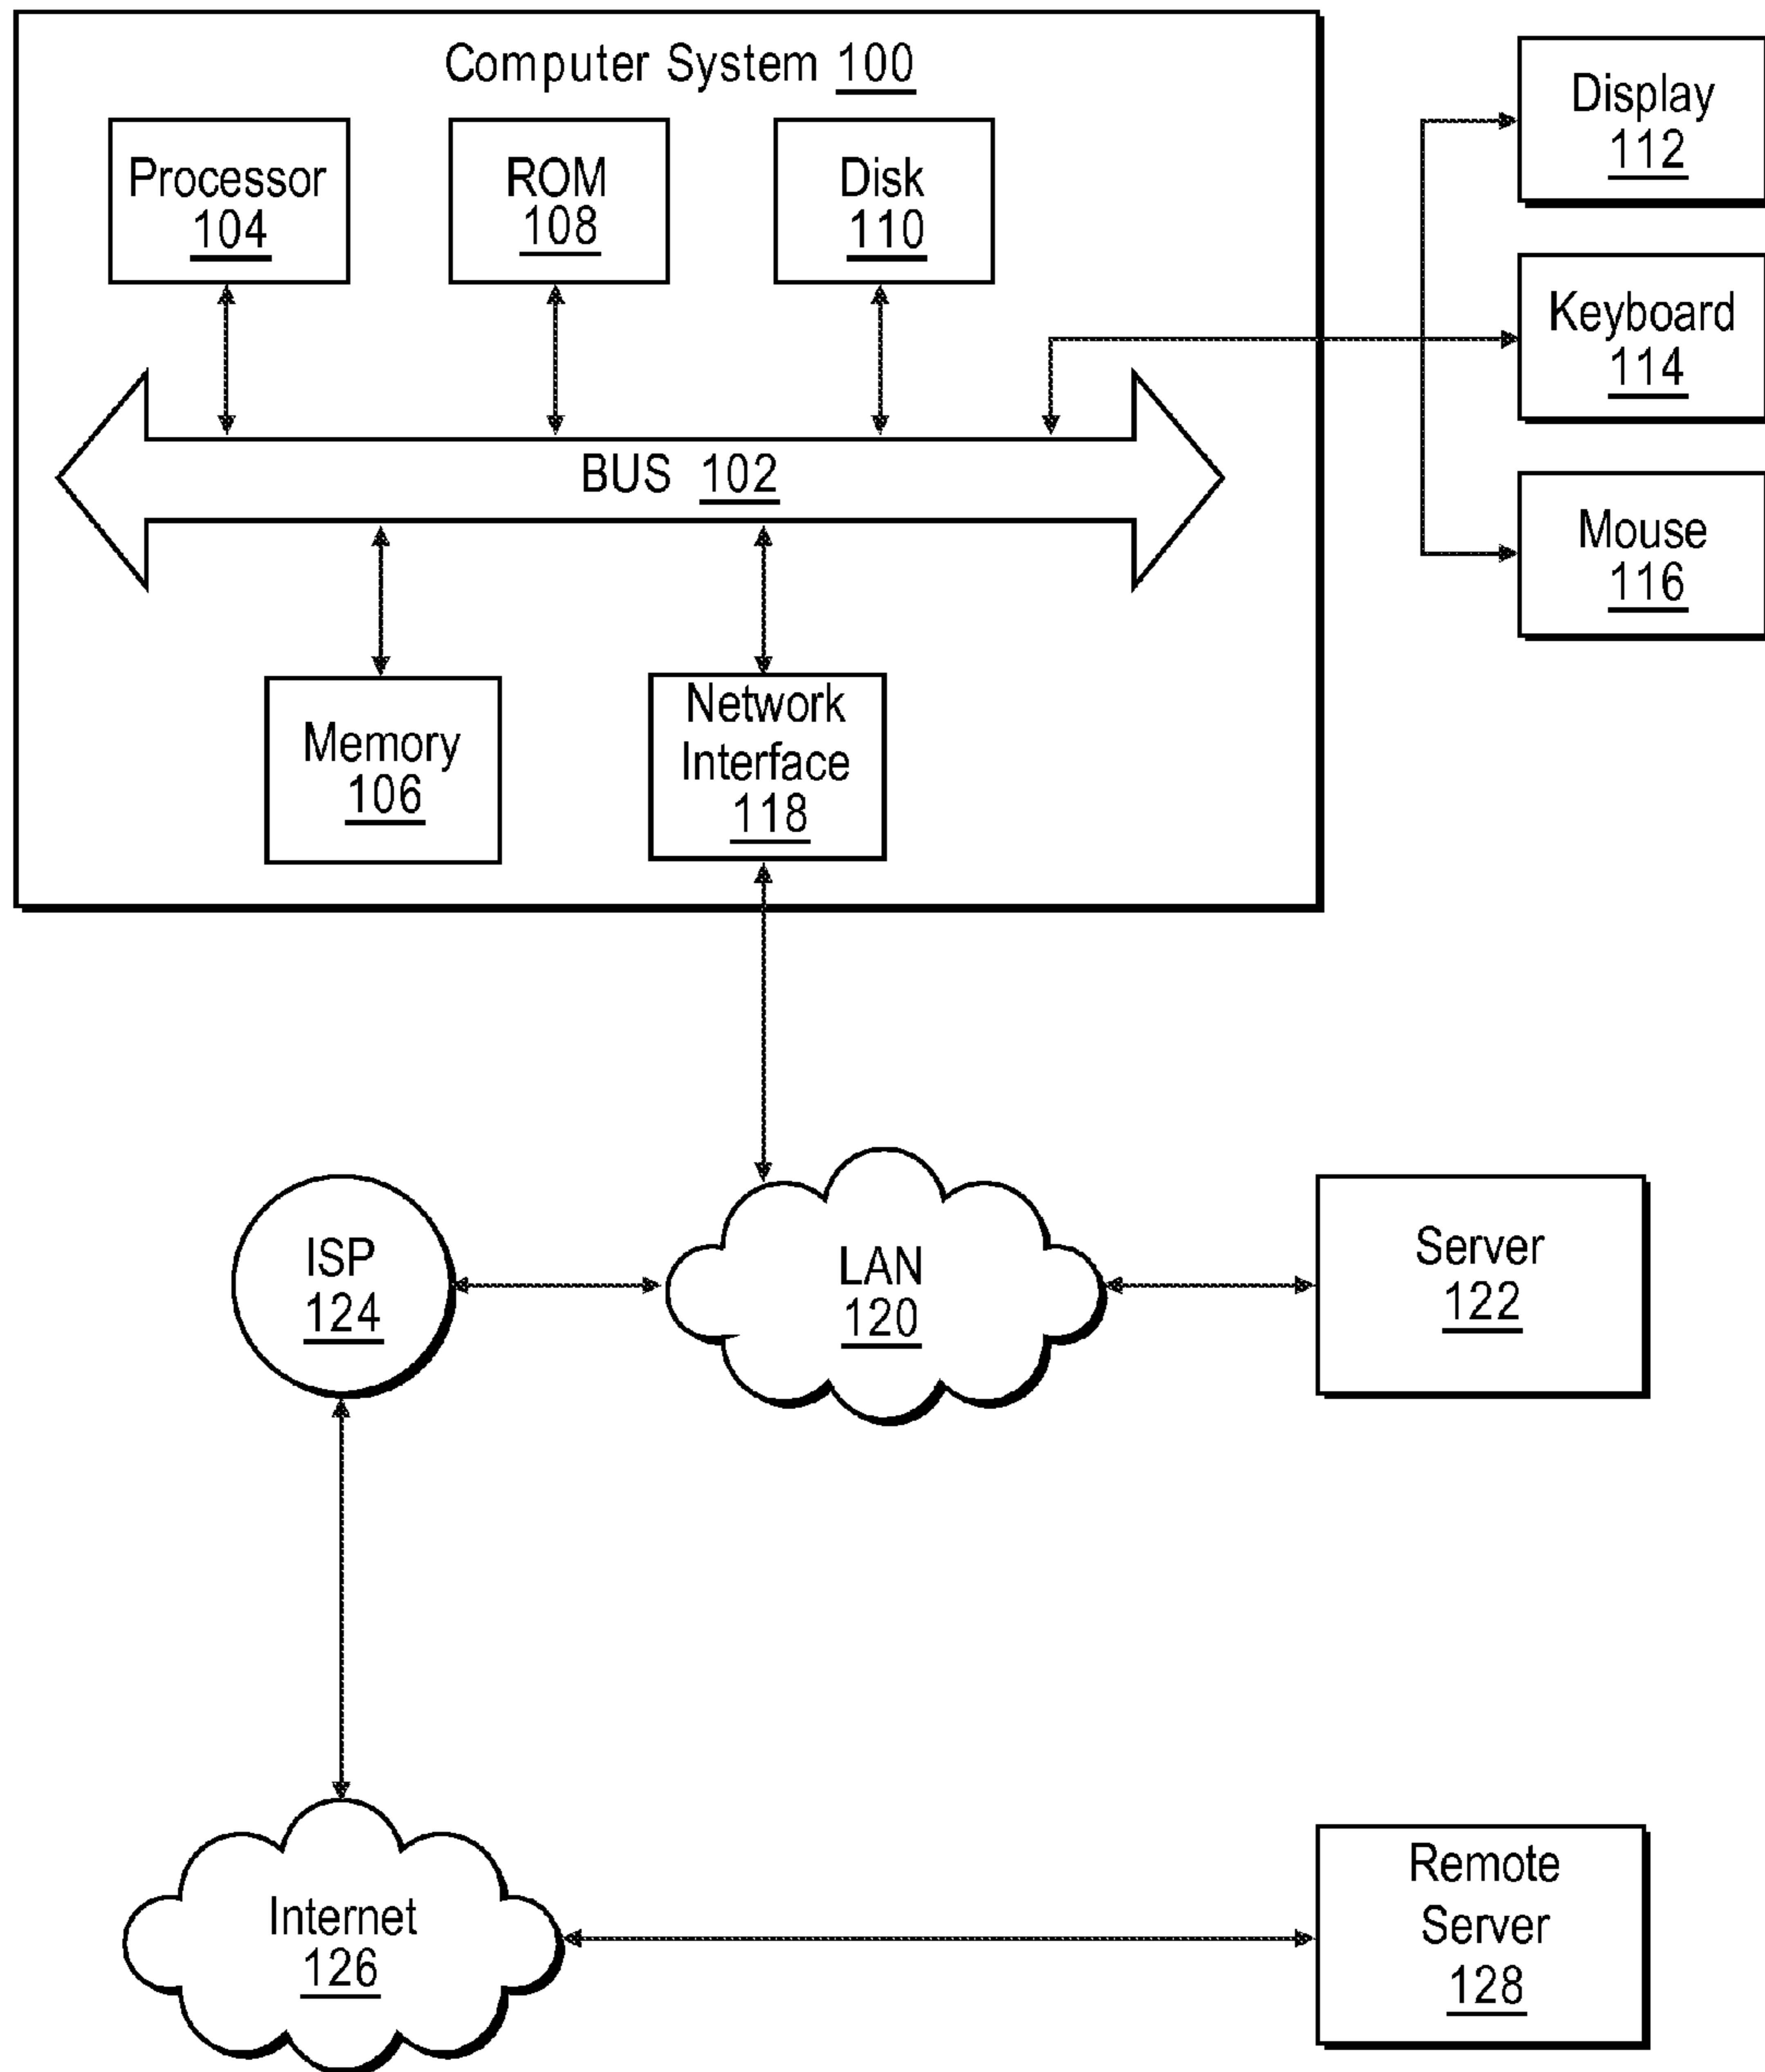 Computer System 100
Processor
104
ROM
108
Disk
110
Display
112
Keyboard
114
BUS 102
Mouse
116
Memory
106
Network
Interface
118
ISP
124
LAN
120
Server
122
Internet
126
Remote
Server
128